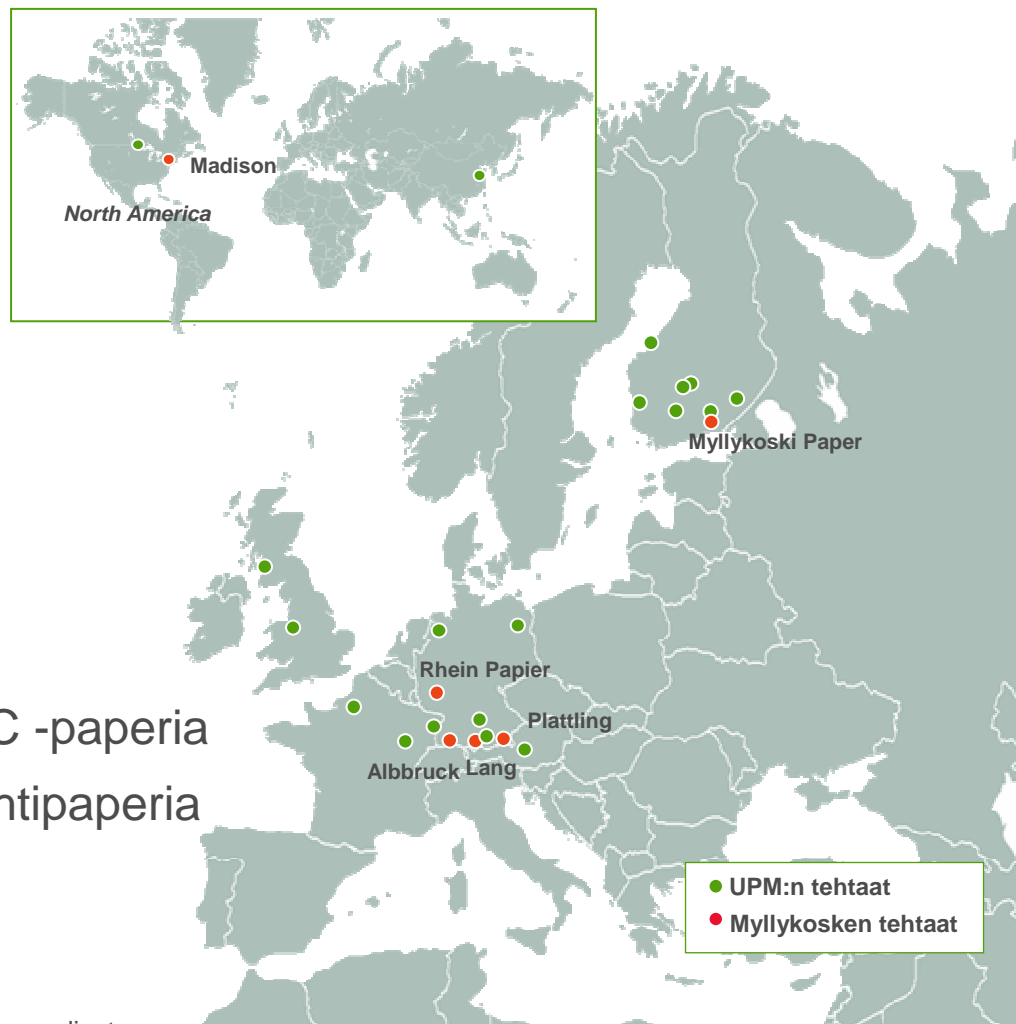 Madison
North America
Myllykoski Paper
Rhein Papier
Plattling
Albbruck
Lang
C -paperia
ntipaperia
UPM:n tehtaat
Myllykosken tehtaat